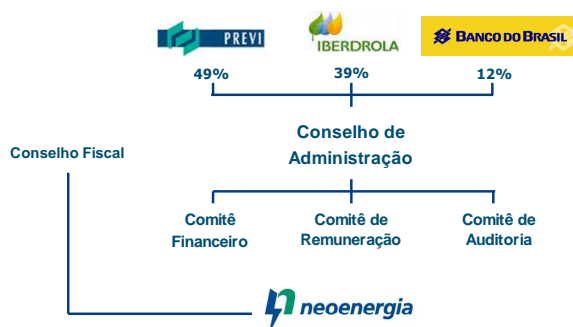 PREVI
IBERDROLA
BANCO DO BRASIL
49%
39%
12%
Conselho de
Administração
Conselho Fiscal
Comitê
Financeiro
Comitê de
Remuneração
Comitê de
Auditoria
neoenergia